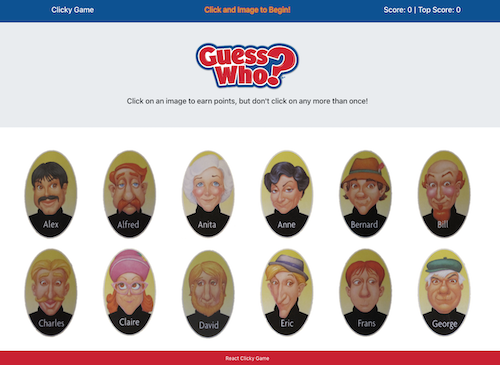 Clicky Game
Click and Image to Begin!
Score: 0 | Top Score: 0
Guess
Who?
Click on an image to earn points, but don't click on any more than once!
Alex
Alfred
Anita
Anne
Bernard
Bill
Charles
Claire
David
Eric
Frans
George
React Clicky Game